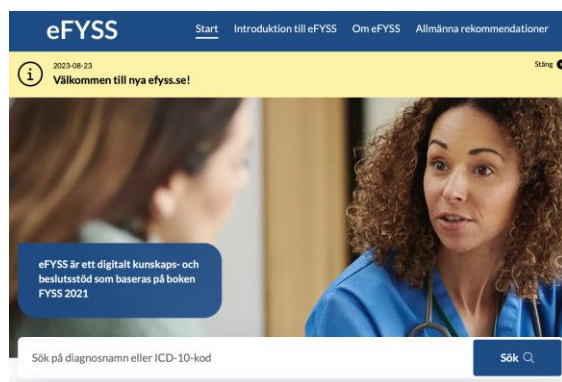 eFYSS
Start Introduktion till eFYSS Om eFYSS Allmänna rekommendationer
2023-08-23
Stäng
Välkommen till nya efyss.se!
eFYSS är ett digitalt kunskaps- och
beslutsstöd som baseras på boken
FYSS 2021
Sök på diagnosnamn eller ICD-10-kod
Sök